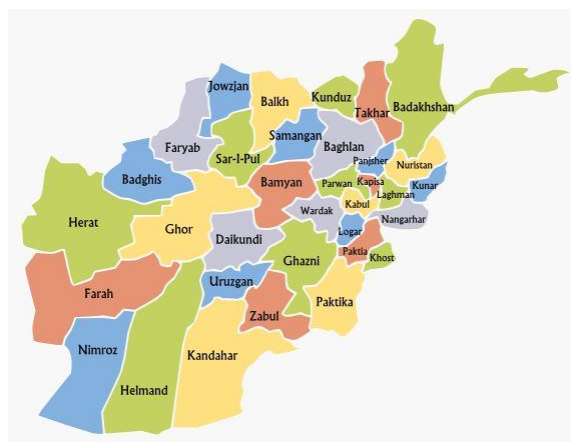 Jowzjan
Balkh
Kunduz
Takhar
Badakhshan
Faryab
Samangan
Baghlan
Sar-I-Pul
Panjsher
Nuristan
Badghis
Bamyan
Parwan
Kapisa
Laghman
Kunar
Herat
Ghor
Wardak
Kabul
Nangarhar
Daikundi
Logar
Ghazni
Paktia
Khost
Farah
Uruzgan
Zabul
Paktika
Nimroz
Kandahar
Helmand